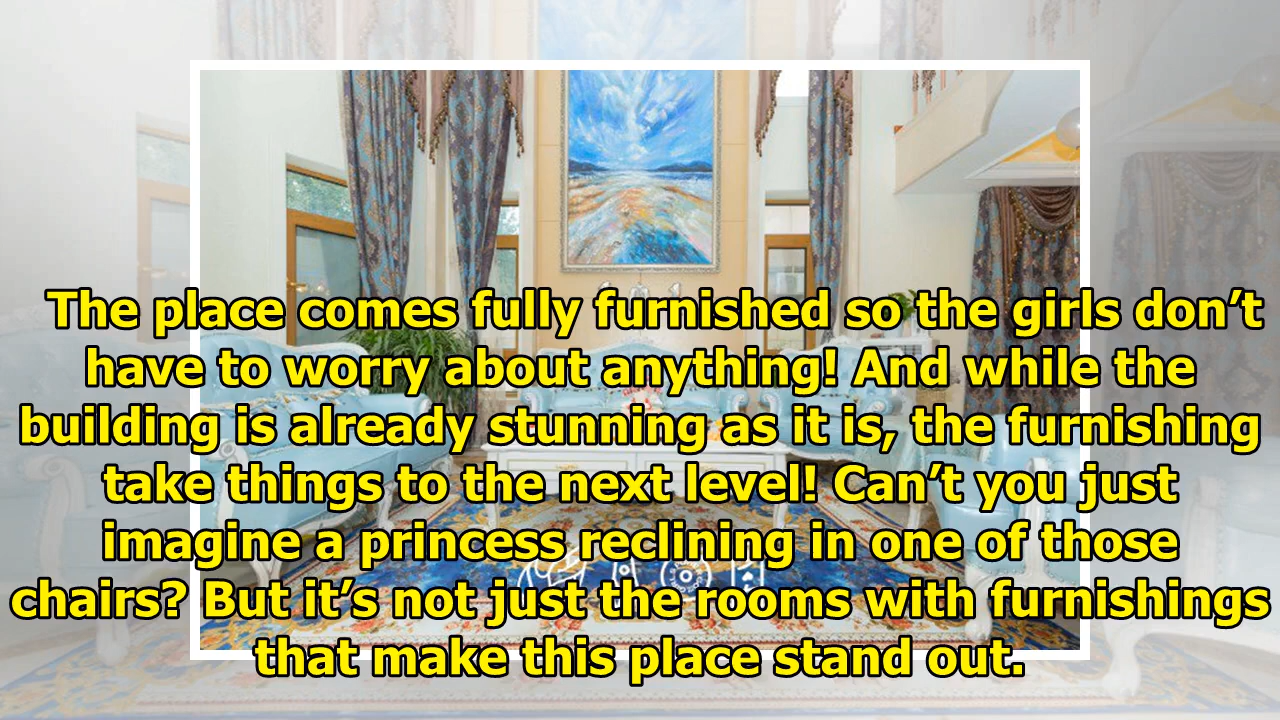 The place comes fully furnished so the girls don’t
have to worry about anything! And while the
building is already stunning as it is, the furnishing
take things to the next level! Can’t you just
imagine a princess reclining in one of those
chairs? But it’s not just the rooms with furnishings
that make this place stand out.